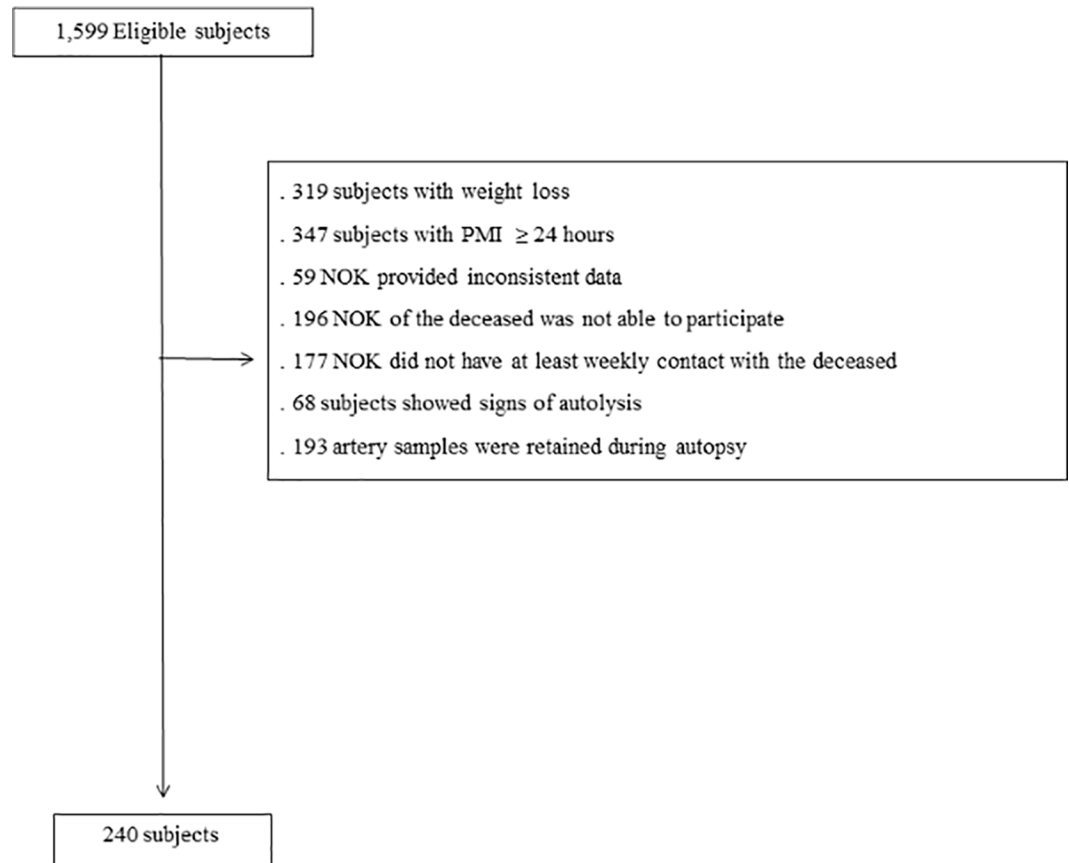 1,599 Eligible subjects
. 319 subjects with weight loss
. 347 subjects with PMI ≥ 24 hours
. 59 NOK provided inconsistent data
. 196 NOK of the deceased was not able to participate
. 177 NOK did not have at least weekly contact with the deceased
. 68 subjects showed signs of autolysis
. 193 artery samples were retained during autopsy
240 subjects